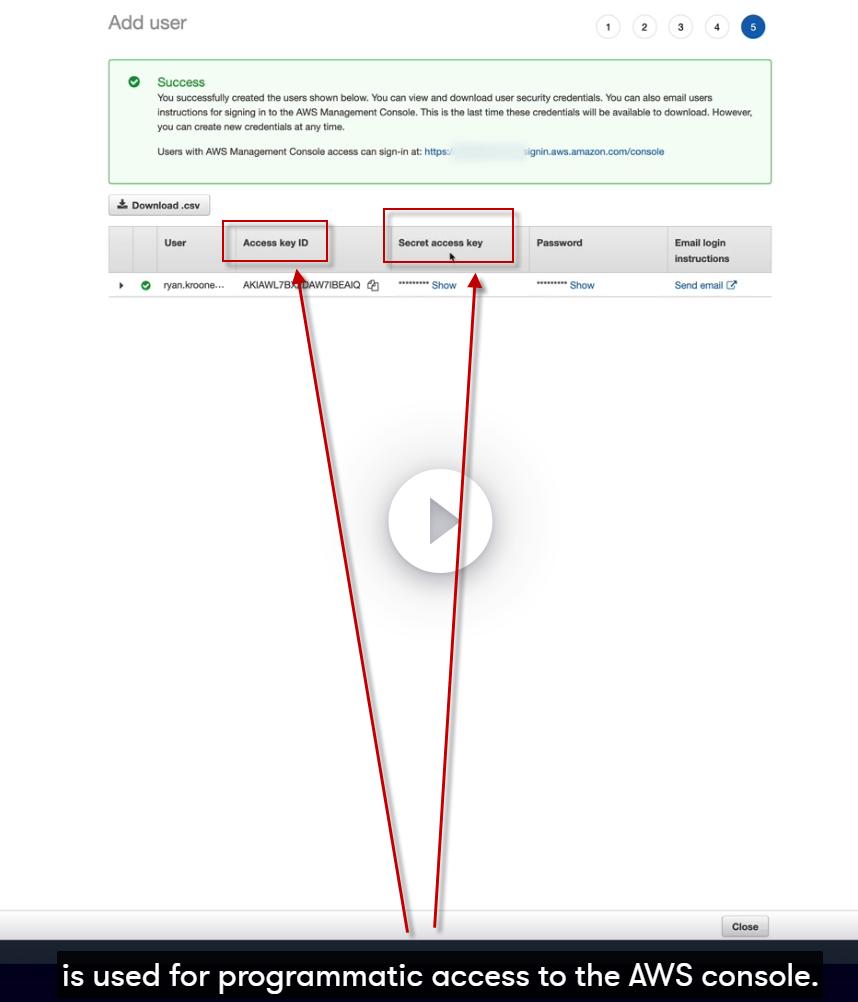 Add user
1 2 3 4 5
Success
You successfully created the users shown below. You can view and download user security credentials. You can also email users
instructions for signing in to the AWS Management Console. This is the last time these credentials will be available to download. However,
you can create new credentials at any time.
Users with AWS Management Console access can sign-in at: https:/ signin.aws.amazon.com/console
Download .csv
User Access key ID Secret access key Password Email login
instructions
ryan.kroone... ********* Show ********* Show Send email
Close
is used for programmatic access to the AWS console.